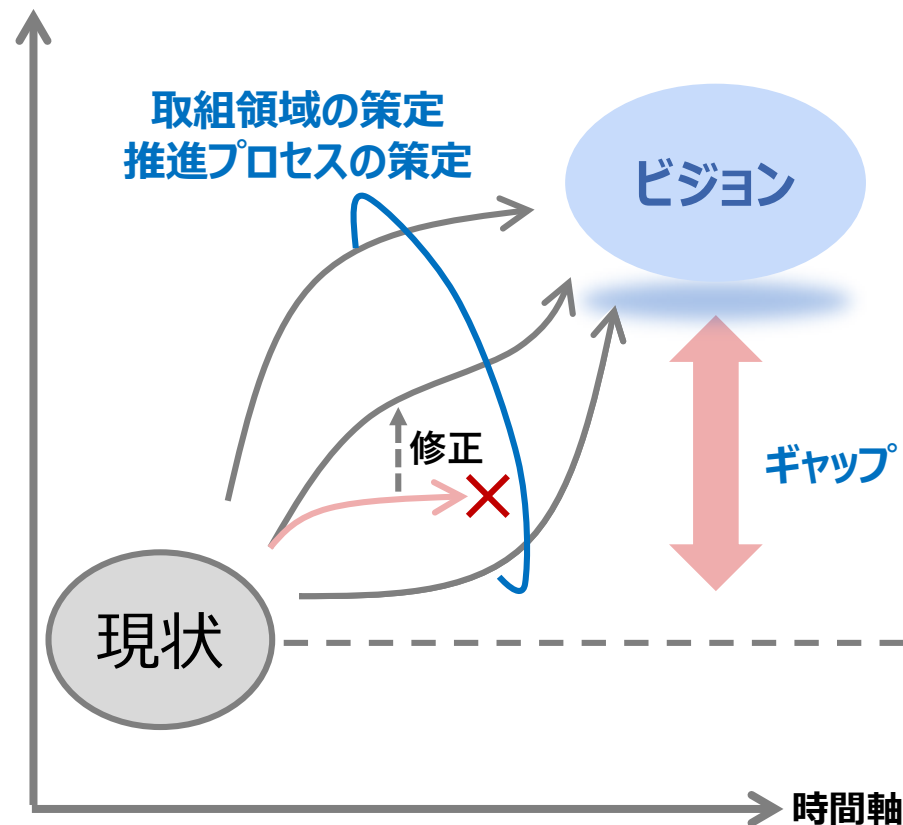 取組領域の策定
推進プロセスの策定
ビジョン
修正
ギャップ
現状
時間軸